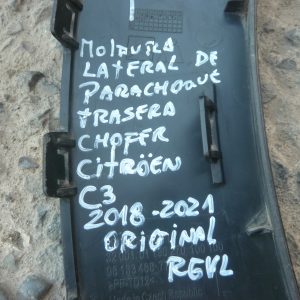 MOLDURA
LATERAL DE
PARACHOQUE
TRASERA
CHOFER
CITRÖEN
C3
2018-2021
ORIGINAL
REVL